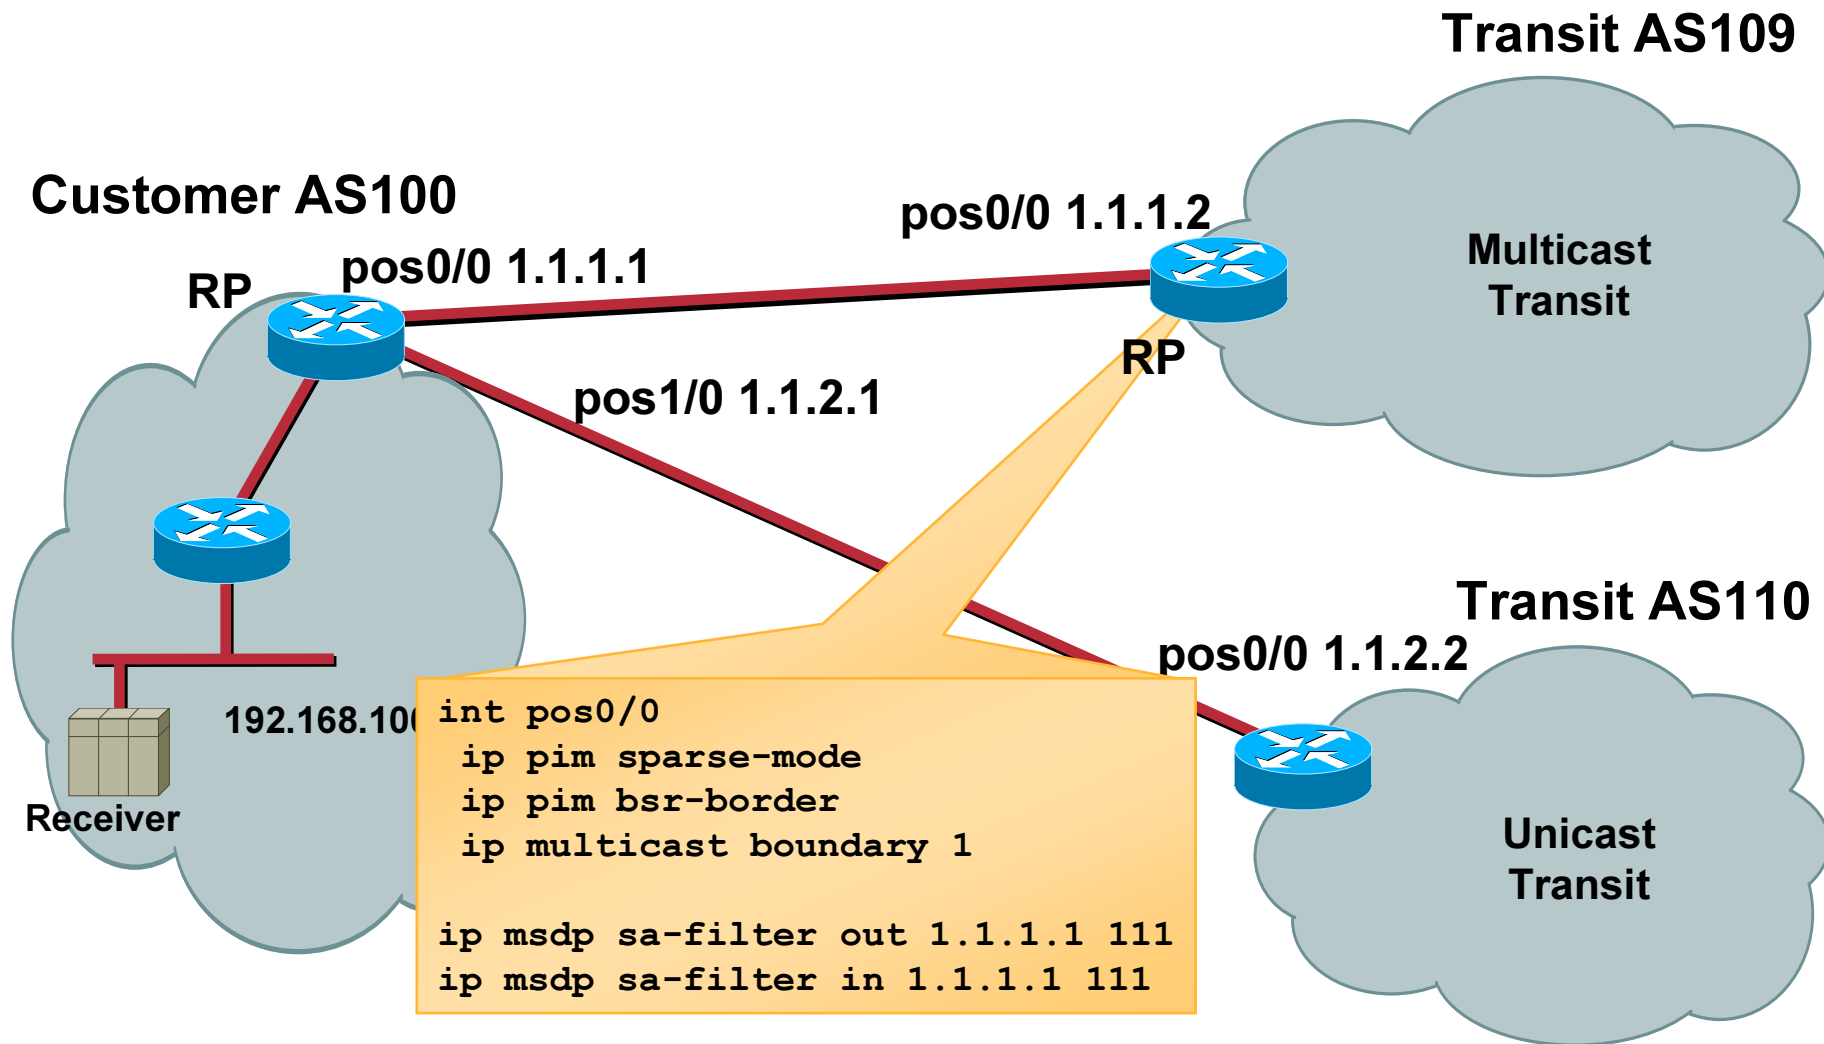 Transit AS109
Customer AS100
pos0/0 1.1.1.2
RP
pos0/0 1.1.1.1
Multicast
Transit
RP
pos1/0 1.1.2.1
Transit AS110
pos0/0 1.1.2.2
int pos0/0
ip pim sparse-mode
ip pim bsr-border
ip multicast boundary 1
ip msdp sa-filter out 1.1.1.1 111
ip msdp sa-filter in 1.1.1.1 111
Receiver
Unicast
Transit